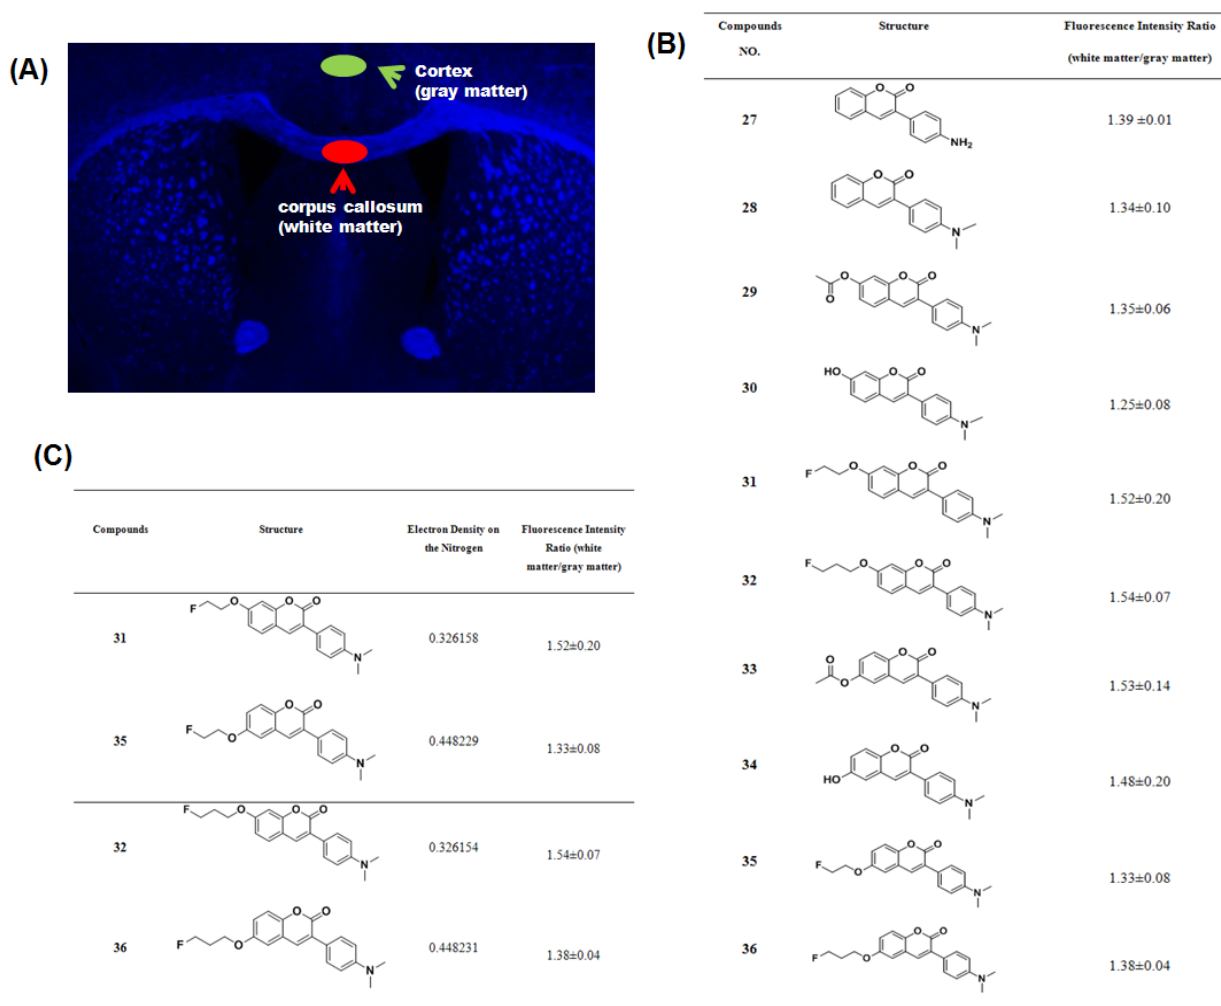 (A)
Cortex
(gray matter)
corpus callosum
(white matter)
(B)
Compounds Structure Fluorescence Intensity Ratio
NO. (white matter/gray matter)
27 1.39 ±0.01
O O
NH2
28 1.34±0.10
O O
N
29 1.35±0.06
O O O
O
N
30 1.25±0.08
HO O O
N
31 1.52±0.20
F O O O
N
32 1.54±0.07
F O O O
N
33 1.53±0.14
O O O
O
N
34 1.48±0.20
O O
HO
N
35 1.33±0.08
O O
F O
N
36 1.38±0.04
O O
F O
N
(C)
Compounds Structure Electron Density on Fluorescence Intensity
the Nitrogen Ratio (white
matter/gray matter)
31 0.326158 1.52±0.20
F O O O
N
35 0.448229 1.33±0.08
O O
F O
N
32 0.326154 1.54±0.07
F O O O
N
36 0.448231 1.38±0.04
O O
F O
N